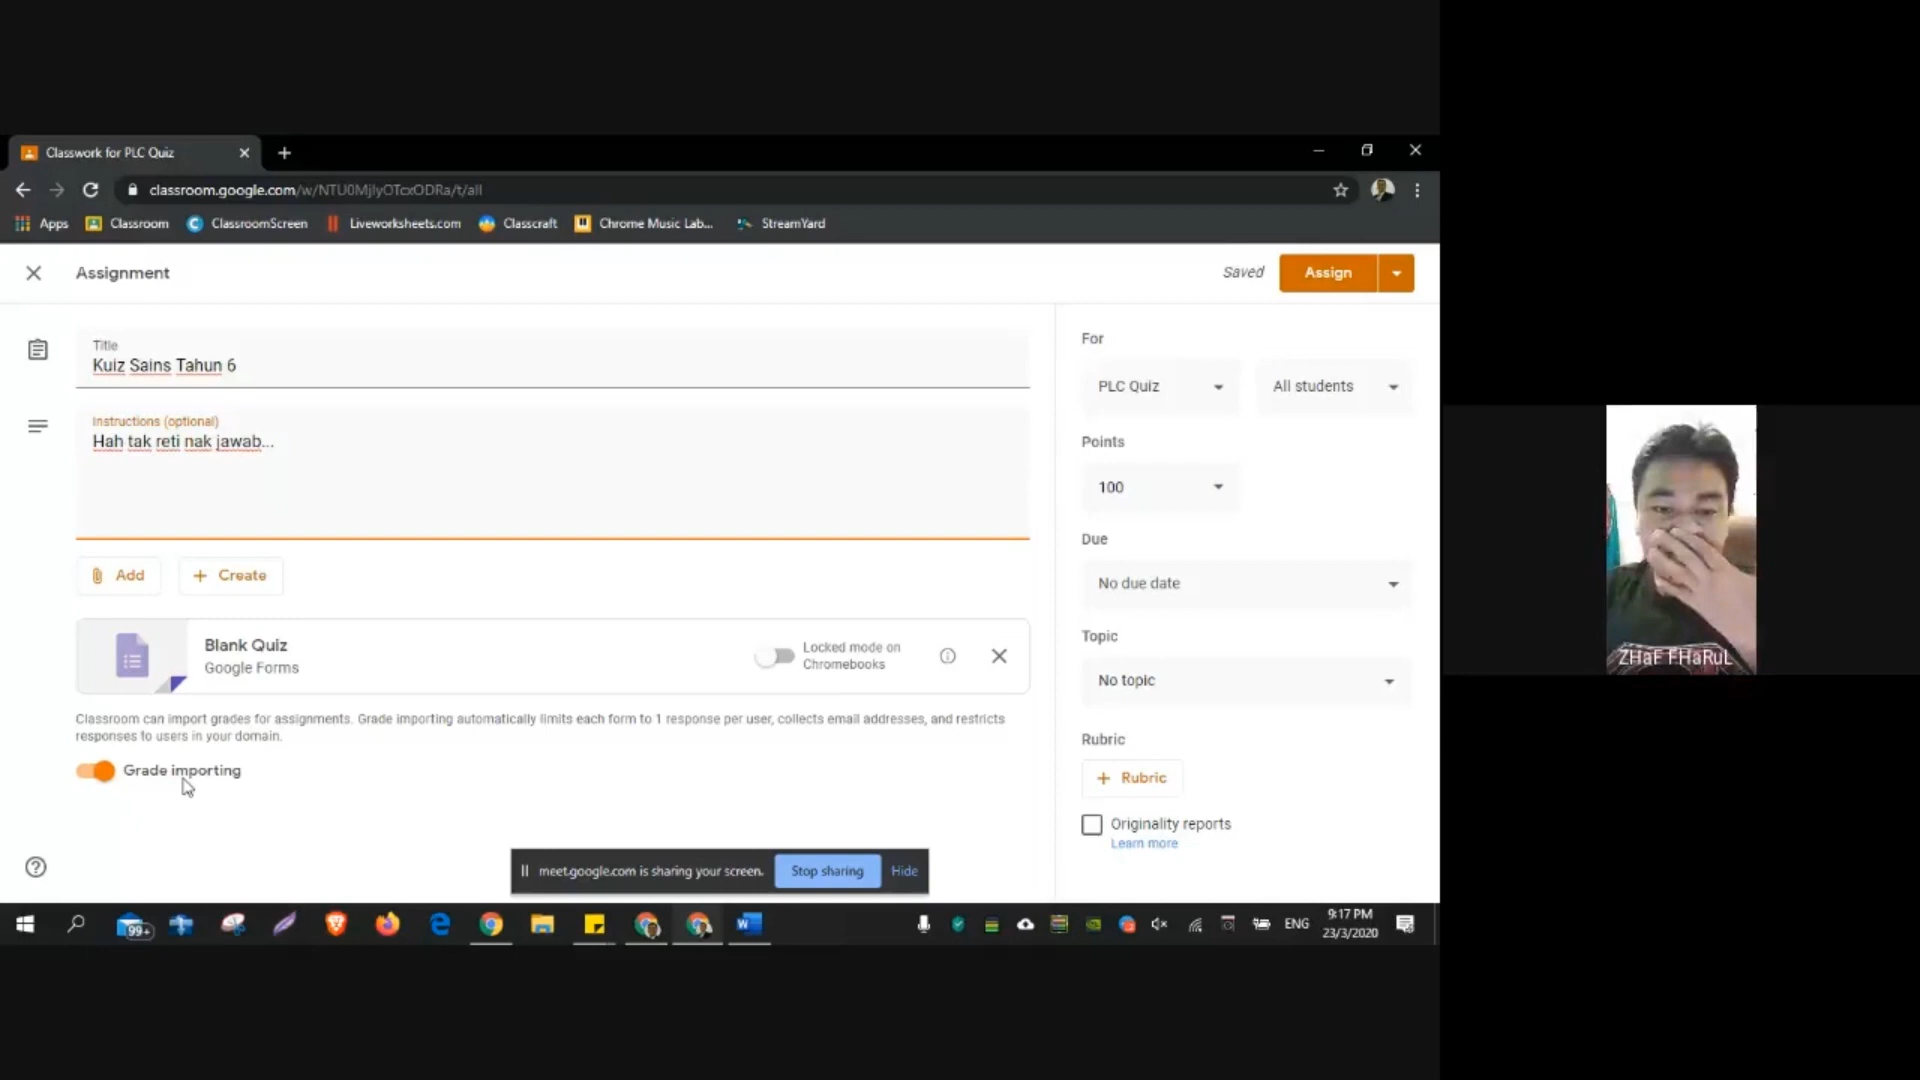 Classwork for PLC Quiz
classroom.google.com/w/NTU0MjIyOTcxODRa/t/all
Apps Classroom ClassroomScreen Liveworksheets.com Classcraft Chrome Music Lab... StreamYard
Assignment
Saved
Assign
Title
Kuiz Sains Tahun 6
Instructions (optional)
Hah tak reti nak jawab...
Add
Create
Blank Quiz
Google Forms
Locked mode on
Chromebooks
Classroom can import grades for assignments. Grade importing automatically limits each form to 1 response per user, collects email addresses, and restricts
responses to users in your domain.
Grade importing
For
PLC Quiz
All students
Points
100
Due
No due date
Topic
No topic
Rubric
Rubric
Originality reports
Learn more
meet.google.com is sharing your screen.
Stop sharing
Hide
99+
ENG
9:17 PM
23/3/2020
ZHaF FHaRuL